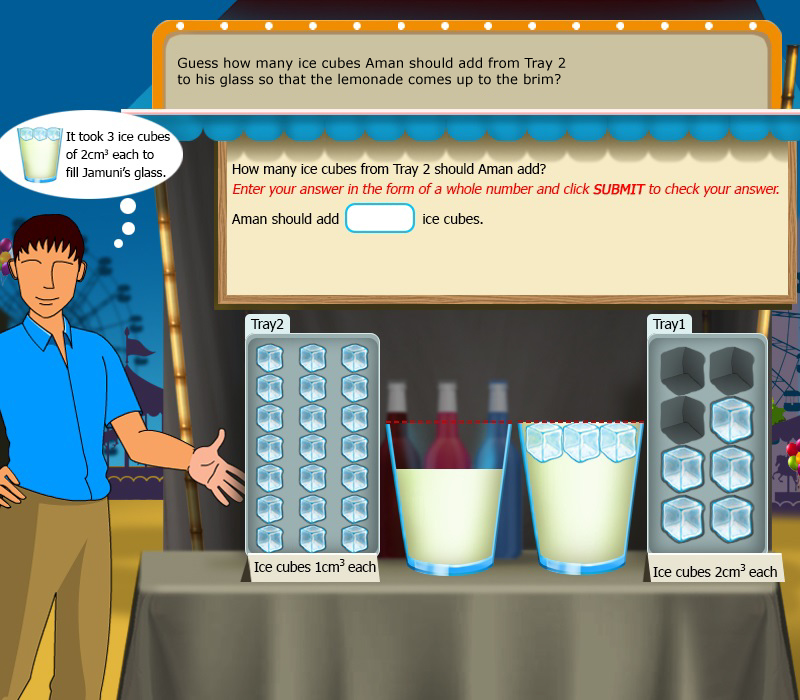 Guess how many ice cubes Aman should add from Tray 2
to his glass so that the lemonade comes up to the brim?
It took 3 ice cubes
of 2cm³ each to
fill Jamuni's glass.
How many ice cubes from Tray 2 should Aman add?
Enter your answer in the form of a whole number and click SUBMIT to check your answer.
Aman should add ice cubes.
Tray2
Tray1
Ice cubes 1cm³ each
Ice cubes 2cm³ each